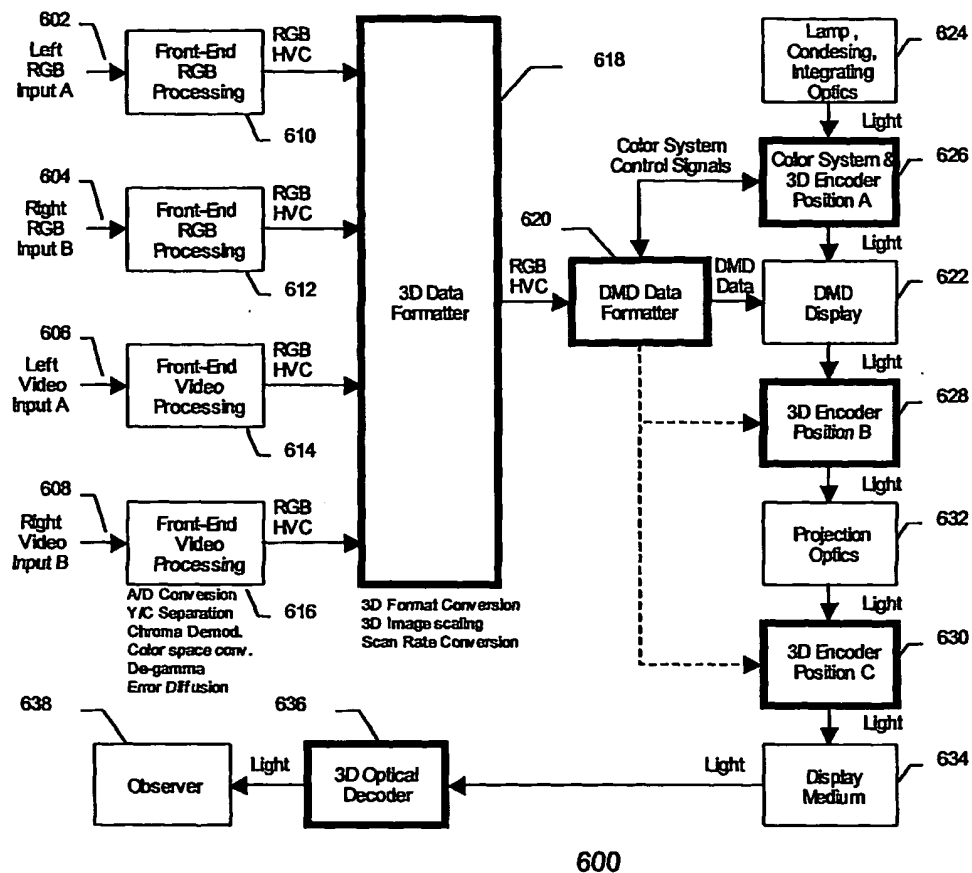 602
Left
RGB
Input A
Front-End
RGB
Processing
RGB
HVC
610
604
Right
RGB
Input B
Front-End
RGB
Processing
RGB
HVC
612
606
Left
Video
Input A
Front-End
Video
Processing
RGB
HVC
614
608
Right
Video
Input B
Front-End
Video
Processing
RGB
HVC
616
A/D Conversion
Y/C Separation
Chroma Demod.
Color space conv.
De-gamma
Error Diffusion
3D Data
Formatter
618
3D Format Conversion
3D Image scaling
Scan Rate Conversion
RGB
HVC
620
DMD Data
Formatter
Color System
Control Signals
DMD
Data
Lamp,
Condesing,
Integrating
Optics
624
Light
Color System &
3D Encoder
Position A
626
Light
DMD
Display
622
Light
3D Encoder
Position B
628
Light
Projection
Optics
632
Light
3D Encoder
Position C
630
Light
Display
Medium
634
Light
3D Optical
Decoder
636
Light
Observer
638
600